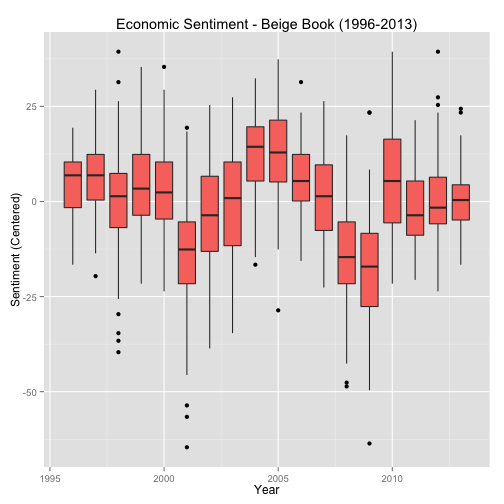 Economic Sentiment - Beige Book (1996-2013)
Sentiment (Centered)
25
0
-25
-50
1995 2000 2005 2010
Year